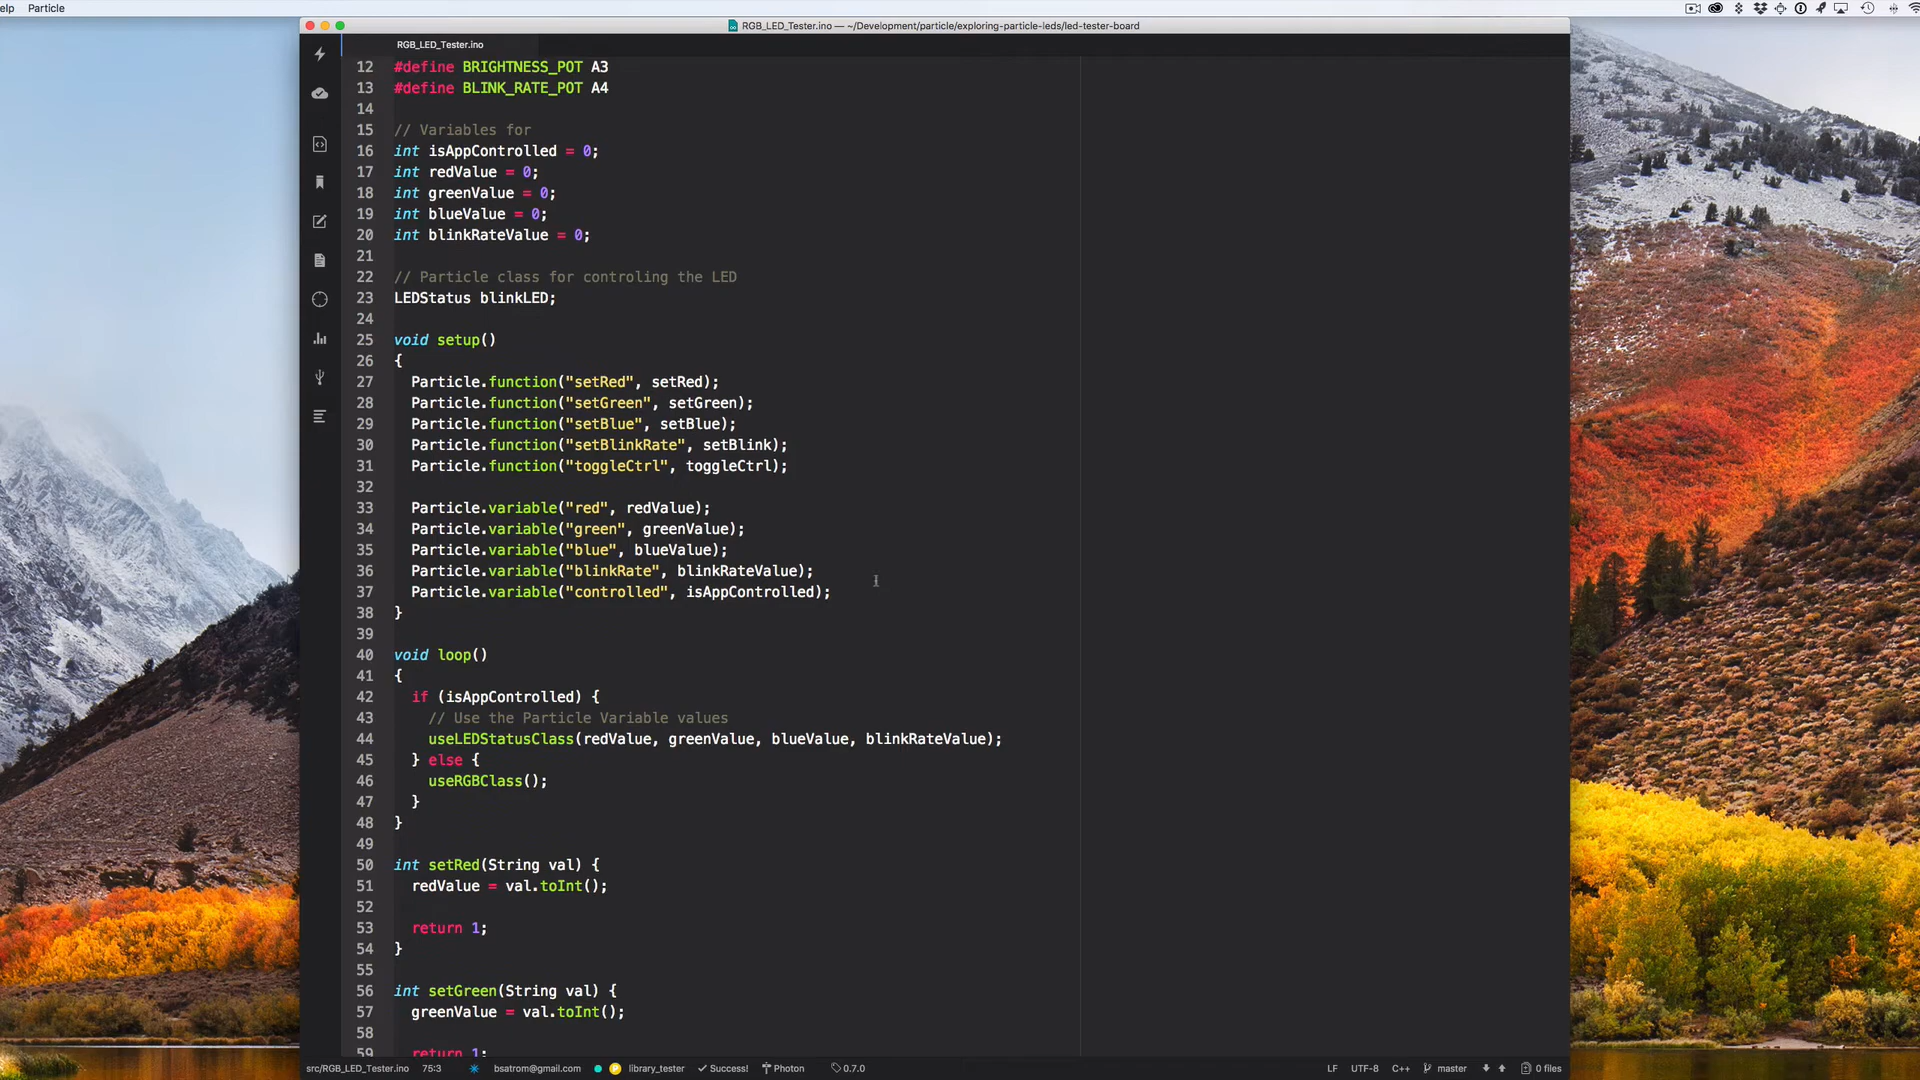 elp Particle
RGB_LED_Tester.ino — ~/Development/particle/exploring-particle-leds/led-tester-board
RGB_LED_Tester.ino
12 #define BRIGHTNESS_POT A3
13 #define BLINK_RATE_POT A4
14
15 // Variables for
16 int isAppControlled = 0;
17 int redValue = 0;
18 int greenValue = 0;
19 int blueValue = 0;
20 int blinkRateValue = 0;
21
22 // Particle class for controling the LED
23 LEDStatus blinkLED;
24
25 void setup()
26 {
27 Particle.function("setRed", setRed);
28 Particle.function("setGreen", setGreen);
29 Particle.function("setBlue", setBlue);
30 Particle.function("setBlinkRate", setBlink);
31 Particle.function("toggleCtrl", toggleCtrl);
32
33 Particle.variable("red", redValue);
34 Particle.variable("green", greenValue);
35 Particle.variable("blue", blueValue);
36 Particle.variable("blinkRate", blinkRateValue);
37 Particle.variable("controlled", isAppControlled);
38 }
39
40 void loop()
41 {
42 if (isAppControlled) {
43 // Use the Particle Variable values
44 useLEDStatusClass(redValue, greenValue, blueValue, blinkRateValue);
45 } else {
46 useRGBClass();
47 }
48 }
49
50 int setRed(String val) {
51 redValue = val.toInt();
52
53 return 1;
54 }
55
56 int setGreen(String val) {
57 greenValue = val.toInt();
58
59 return 1;
src/RGB_LED_Tester.ino 75:3 bsatrom@gmail.com library_tester Success! Photon 0.7.0 LF UTF-8 C++ master 0 files